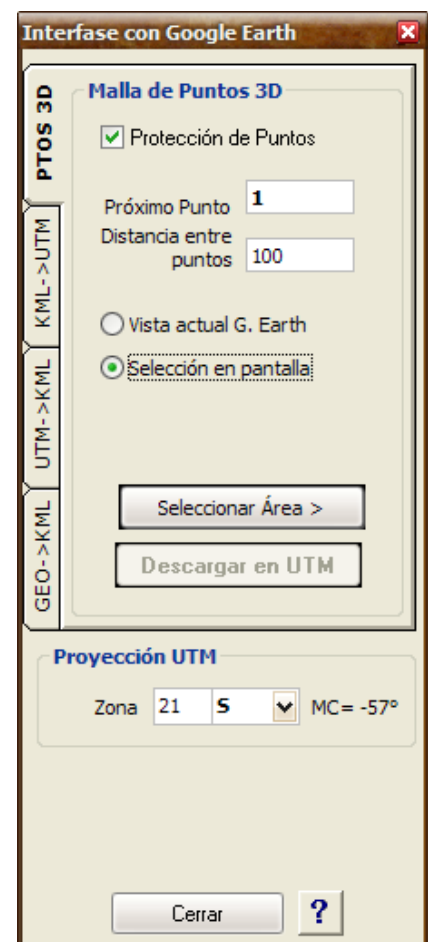 Interfase con Google Earth
PTOS 3D
KML->UTM
UTM->KML
GEO->KML
Malla de Puntos 3D
Protección de Puntos
Próximo Punto 1
Distancia entre
puntos 100
Vista actual G. Earth
Selección en pantalla
Seleccionar Área >
Descargar en UTM
Proyección UTM
Zona 21 S MC= -57º
Cerrar ?